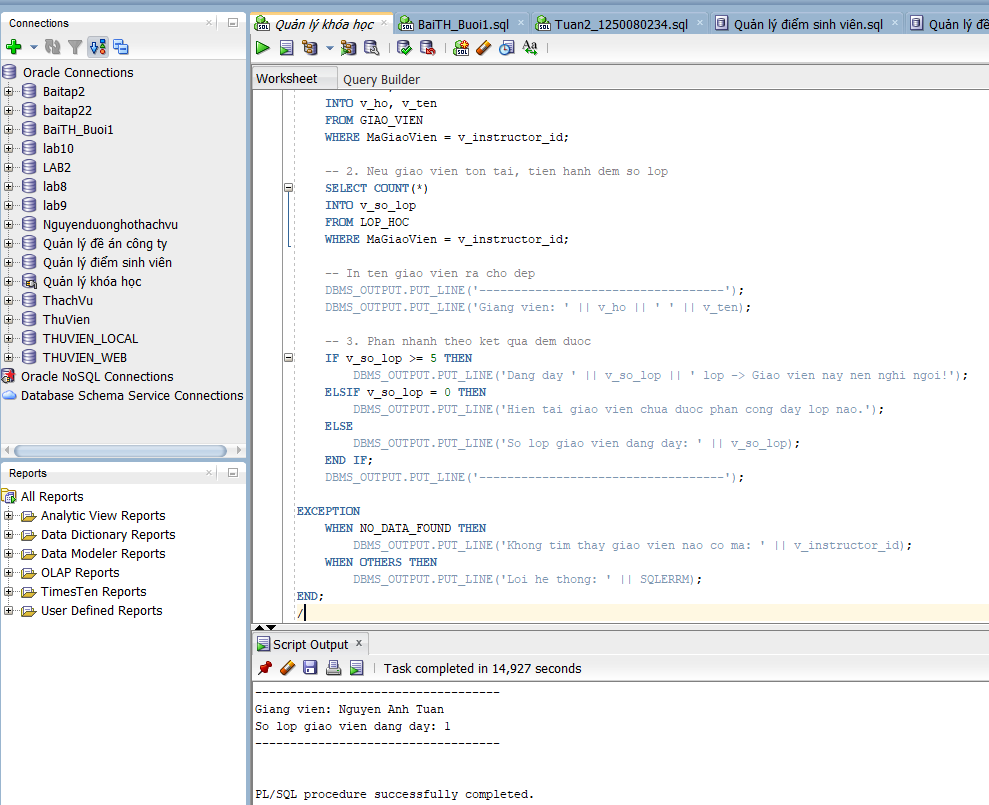 Connections
Oracle Connections
Baitap2
baitap22
BaiTH_Buoi1
lab10
LAB2
lab8
lab9
Nguyenduonghothachvu
Quản lý đề án công ty
Quản lý điểm sinh viên
Quản lý khóa học
ThachVu
ThuVien
THUVIEN_LOCAL
THUVIEN_WEB
Oracle NoSQL Connections
Database Schema Service Connections
Reports
All Reports
Analytic View Reports
Data Dictionary Reports
Data Modeler Reports
OLAP Reports
TimesTen Reports
User Defined Reports
Quản lý khóa học
BaiTH_Buoi1.sql
Tuan2_1250080234.sql
Quản lý điểm sinh viên.sql
Quản lý đề
Worksheet
Query Builder
INTO v_ho, v_ten
FROM GIAO_VIEN
WHERE MaGiaoVien = v_instructor_id;
-- 2. Neu giao vien ton tai, tien hanh dem so lop
SELECT COUNT(*)
INTO v_so_lop
FROM LOP_HOC
WHERE MaGiaoVien = v_instructor_id;
-- In ten giao vien ra cho dep
DBMS_OUTPUT.PUT_LINE('-----------------------------------');
DBMS_OUTPUT.PUT_LINE('Giang vien: ' || v_ho || ' ' || v_ten);
-- 3. Phan nhanh theo ket qua dem duoc
IF v_so_lop >= 5 THEN
DBMS_OUTPUT.PUT_LINE('Dang day ' || v_so_lop || ' lop -> Giao vien nay nen nghi ngoi!');
ELSIF v_so_lop = 0 THEN
DBMS_OUTPUT.PUT_LINE('Hien tai giao vien chua duoc phan cong day lop nao.');
ELSE
DBMS_OUTPUT.PUT_LINE('So lop giao vien dang day: ' || v_so_lop);
END IF;
DBMS_OUTPUT.PUT_LINE('-----------------------------------');
EXCEPTION
WHEN NO_DATA_FOUND THEN
DBMS_OUTPUT.PUT_LINE('Khong tim thay giao vien nao co ma: ' || v_instructor_id);
WHEN OTHERS THEN
DBMS_OUTPUT.PUT_LINE('Loi he thong: ' || SQLERRM);
END;
/
Script Output
Task completed in 14,927 seconds
-----------------------------------
Giang vien: Nguyen Anh Tuan
So lop giao vien dang day: 1
-----------------------------------
PL/SQL procedure successfully completed.